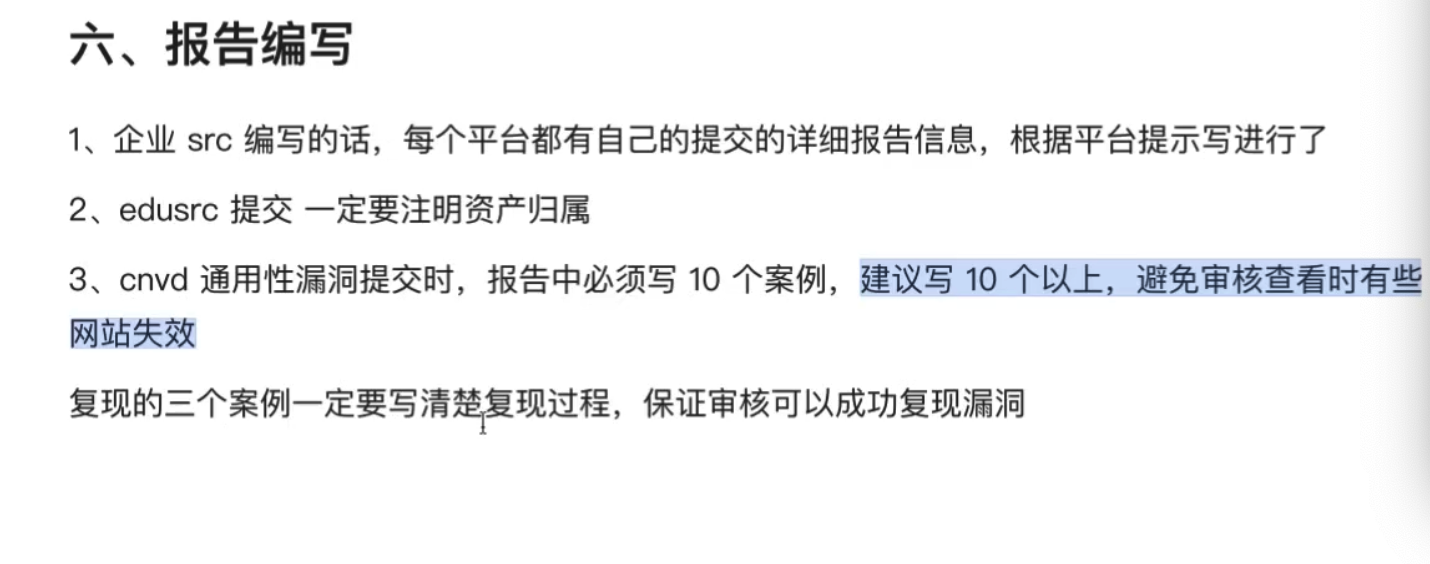 六、报告编写
1、企业 src 编写的话，每个平台都有自己的提交的详细报告信息，根据平台提示写进行了
2、edusrc 提交 一定要注明资产归属
3、cnvd 通用性漏洞提交时，报告中必须写 10 个案例，建议写 10 个以上，避免审核查看时有些
网站失效
复现的三个案例一定要写清楚复现过程，保证审核可以成功复现漏洞